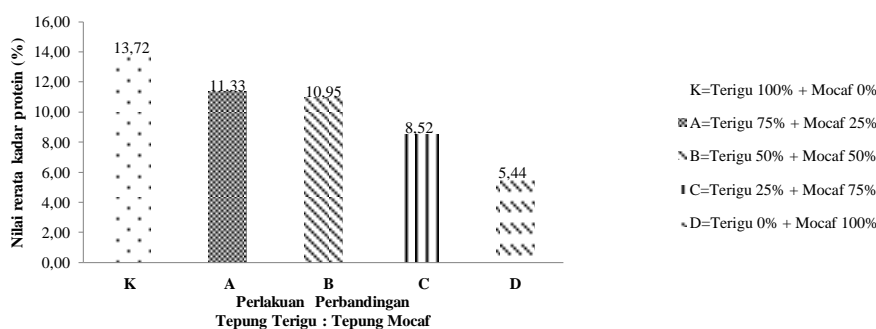 Nilai rerata kadar protein (%)
16,00
14,00
12,00
10,00
8,00
6,00
4,00
2,00
0,00
13,72
11,33
10,95
8,52
5,44
K
A
B
C
D
Perlakuan Perbandingan
Tepung Terigu : Tepung Mocaf
K=Terigu 100% + Mocaf 0%
A=Terigu 75% + Mocaf 25%
B=Terigu 50% + Mocaf 50%
C=Terigu 25% + Mocaf 75%
D=Terigu 0% + Mocaf 100%